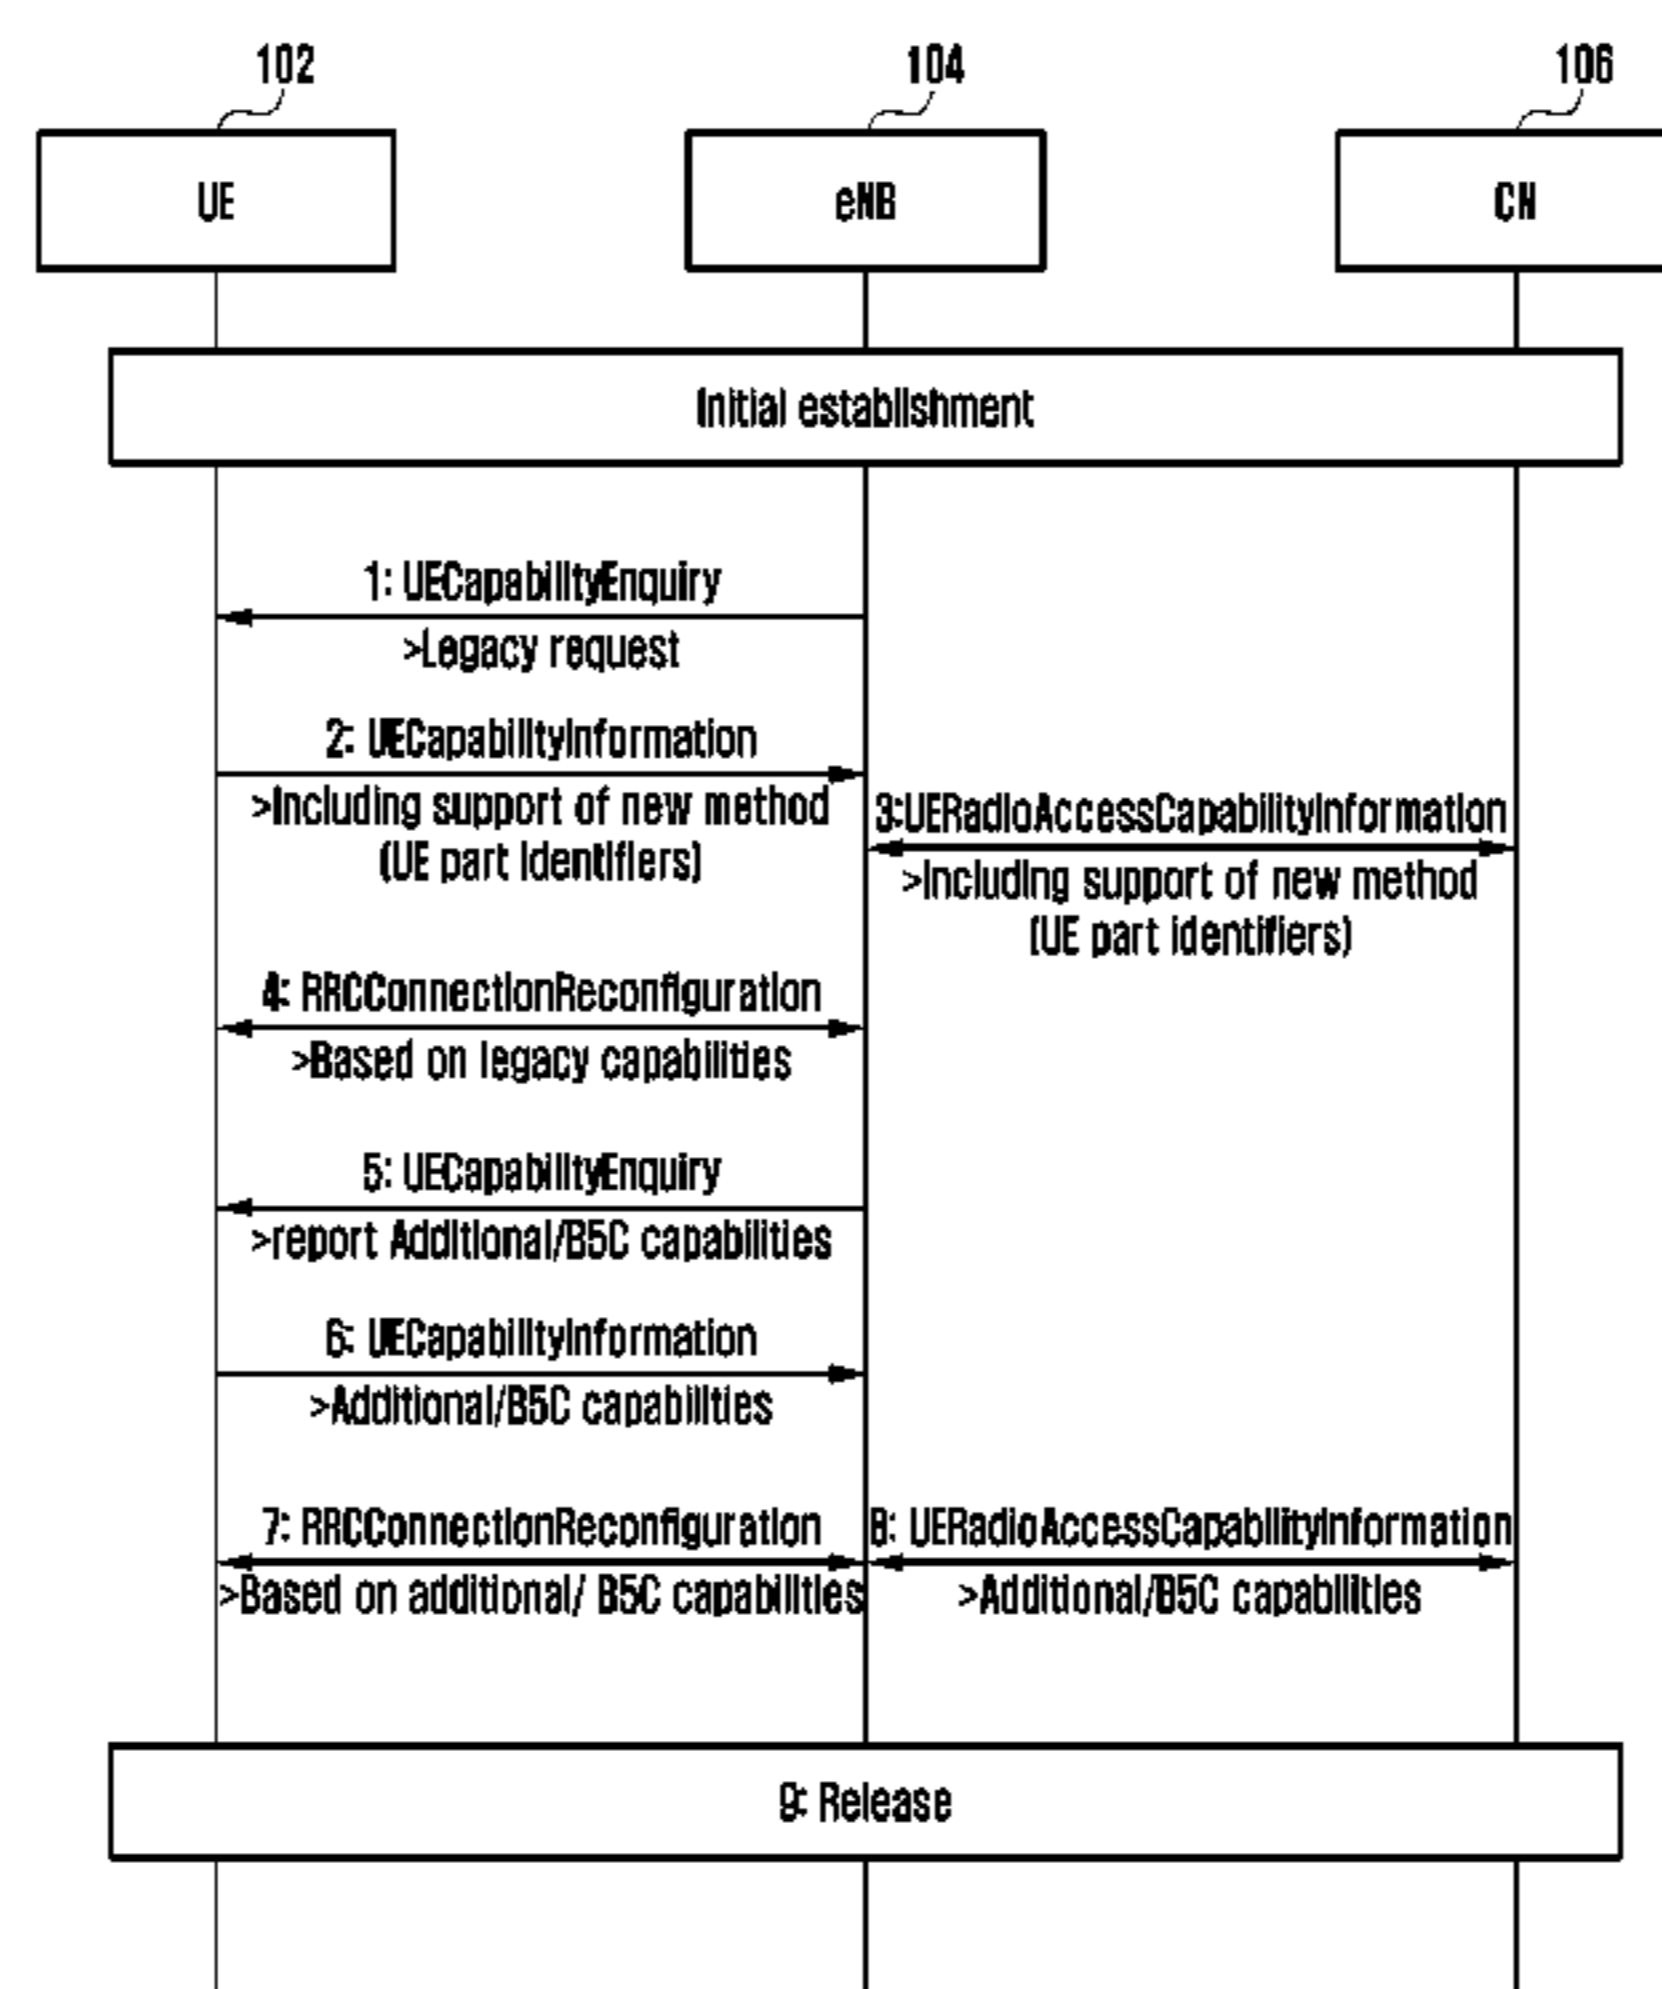 102
104
106
UE
eNB
CN
Initial establishment
1: UECapabilityEnquiry
>Legacy request
2: UECapabilityInformation
>Including support of new method
(UE part identifiers)
3:UERadioAccessCapabilityInformation
>Including support of new method
(UE part identifiers)
4: RRCConnectionReconfiguration
>Based on legacy capabilities
5: UECapabilityEnquiry
>report Additional/B5C capabilities
6: UECapabilityInformation
>Additional/B5C capabilities
7: RRCConnectionReconfiguration
>Based on additional/ B5C capabilities
8: UERadioAccessCapabilityInformation
>Additional/B5C capabilities
9: Release